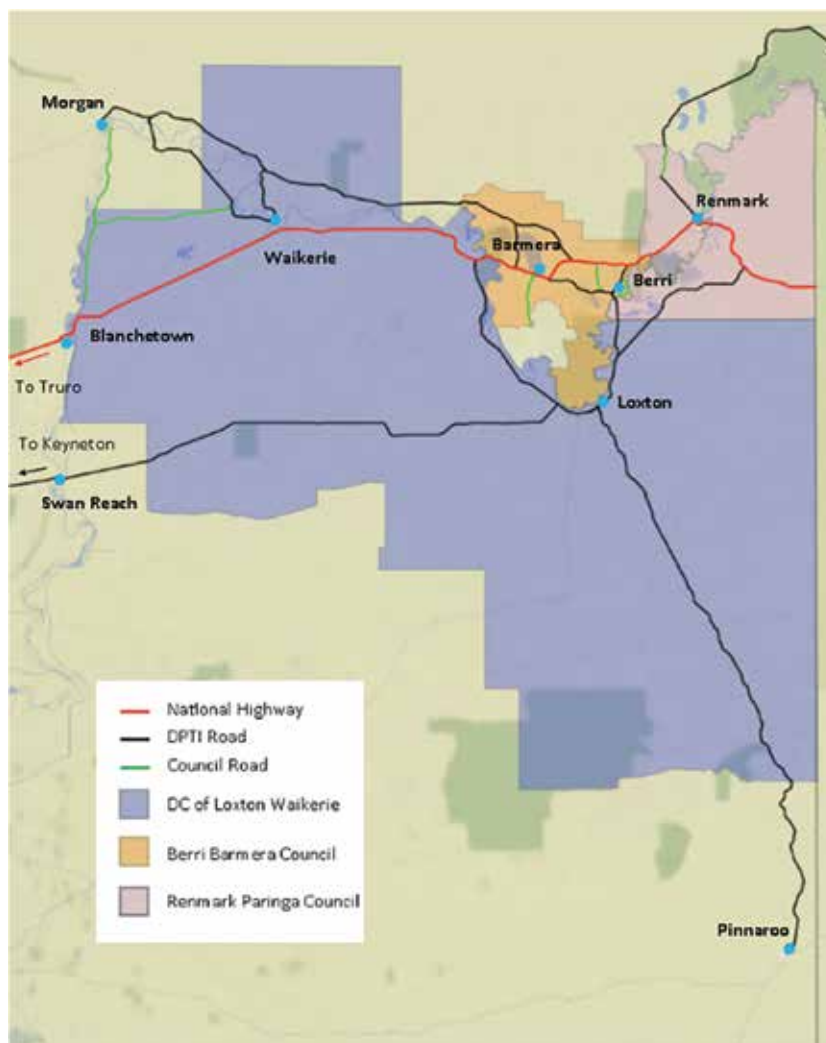 Morgan
Renmark
Barmera
Waikerie
Berri
Blanchetown
To Truro
Loxton
To Keyneton
Swan Reach
National Highway
DPTI Road
Council Road
DC of Loxton Waikerie
Berri Barmera Council
Renmark Paringa Council
Pinnaroo